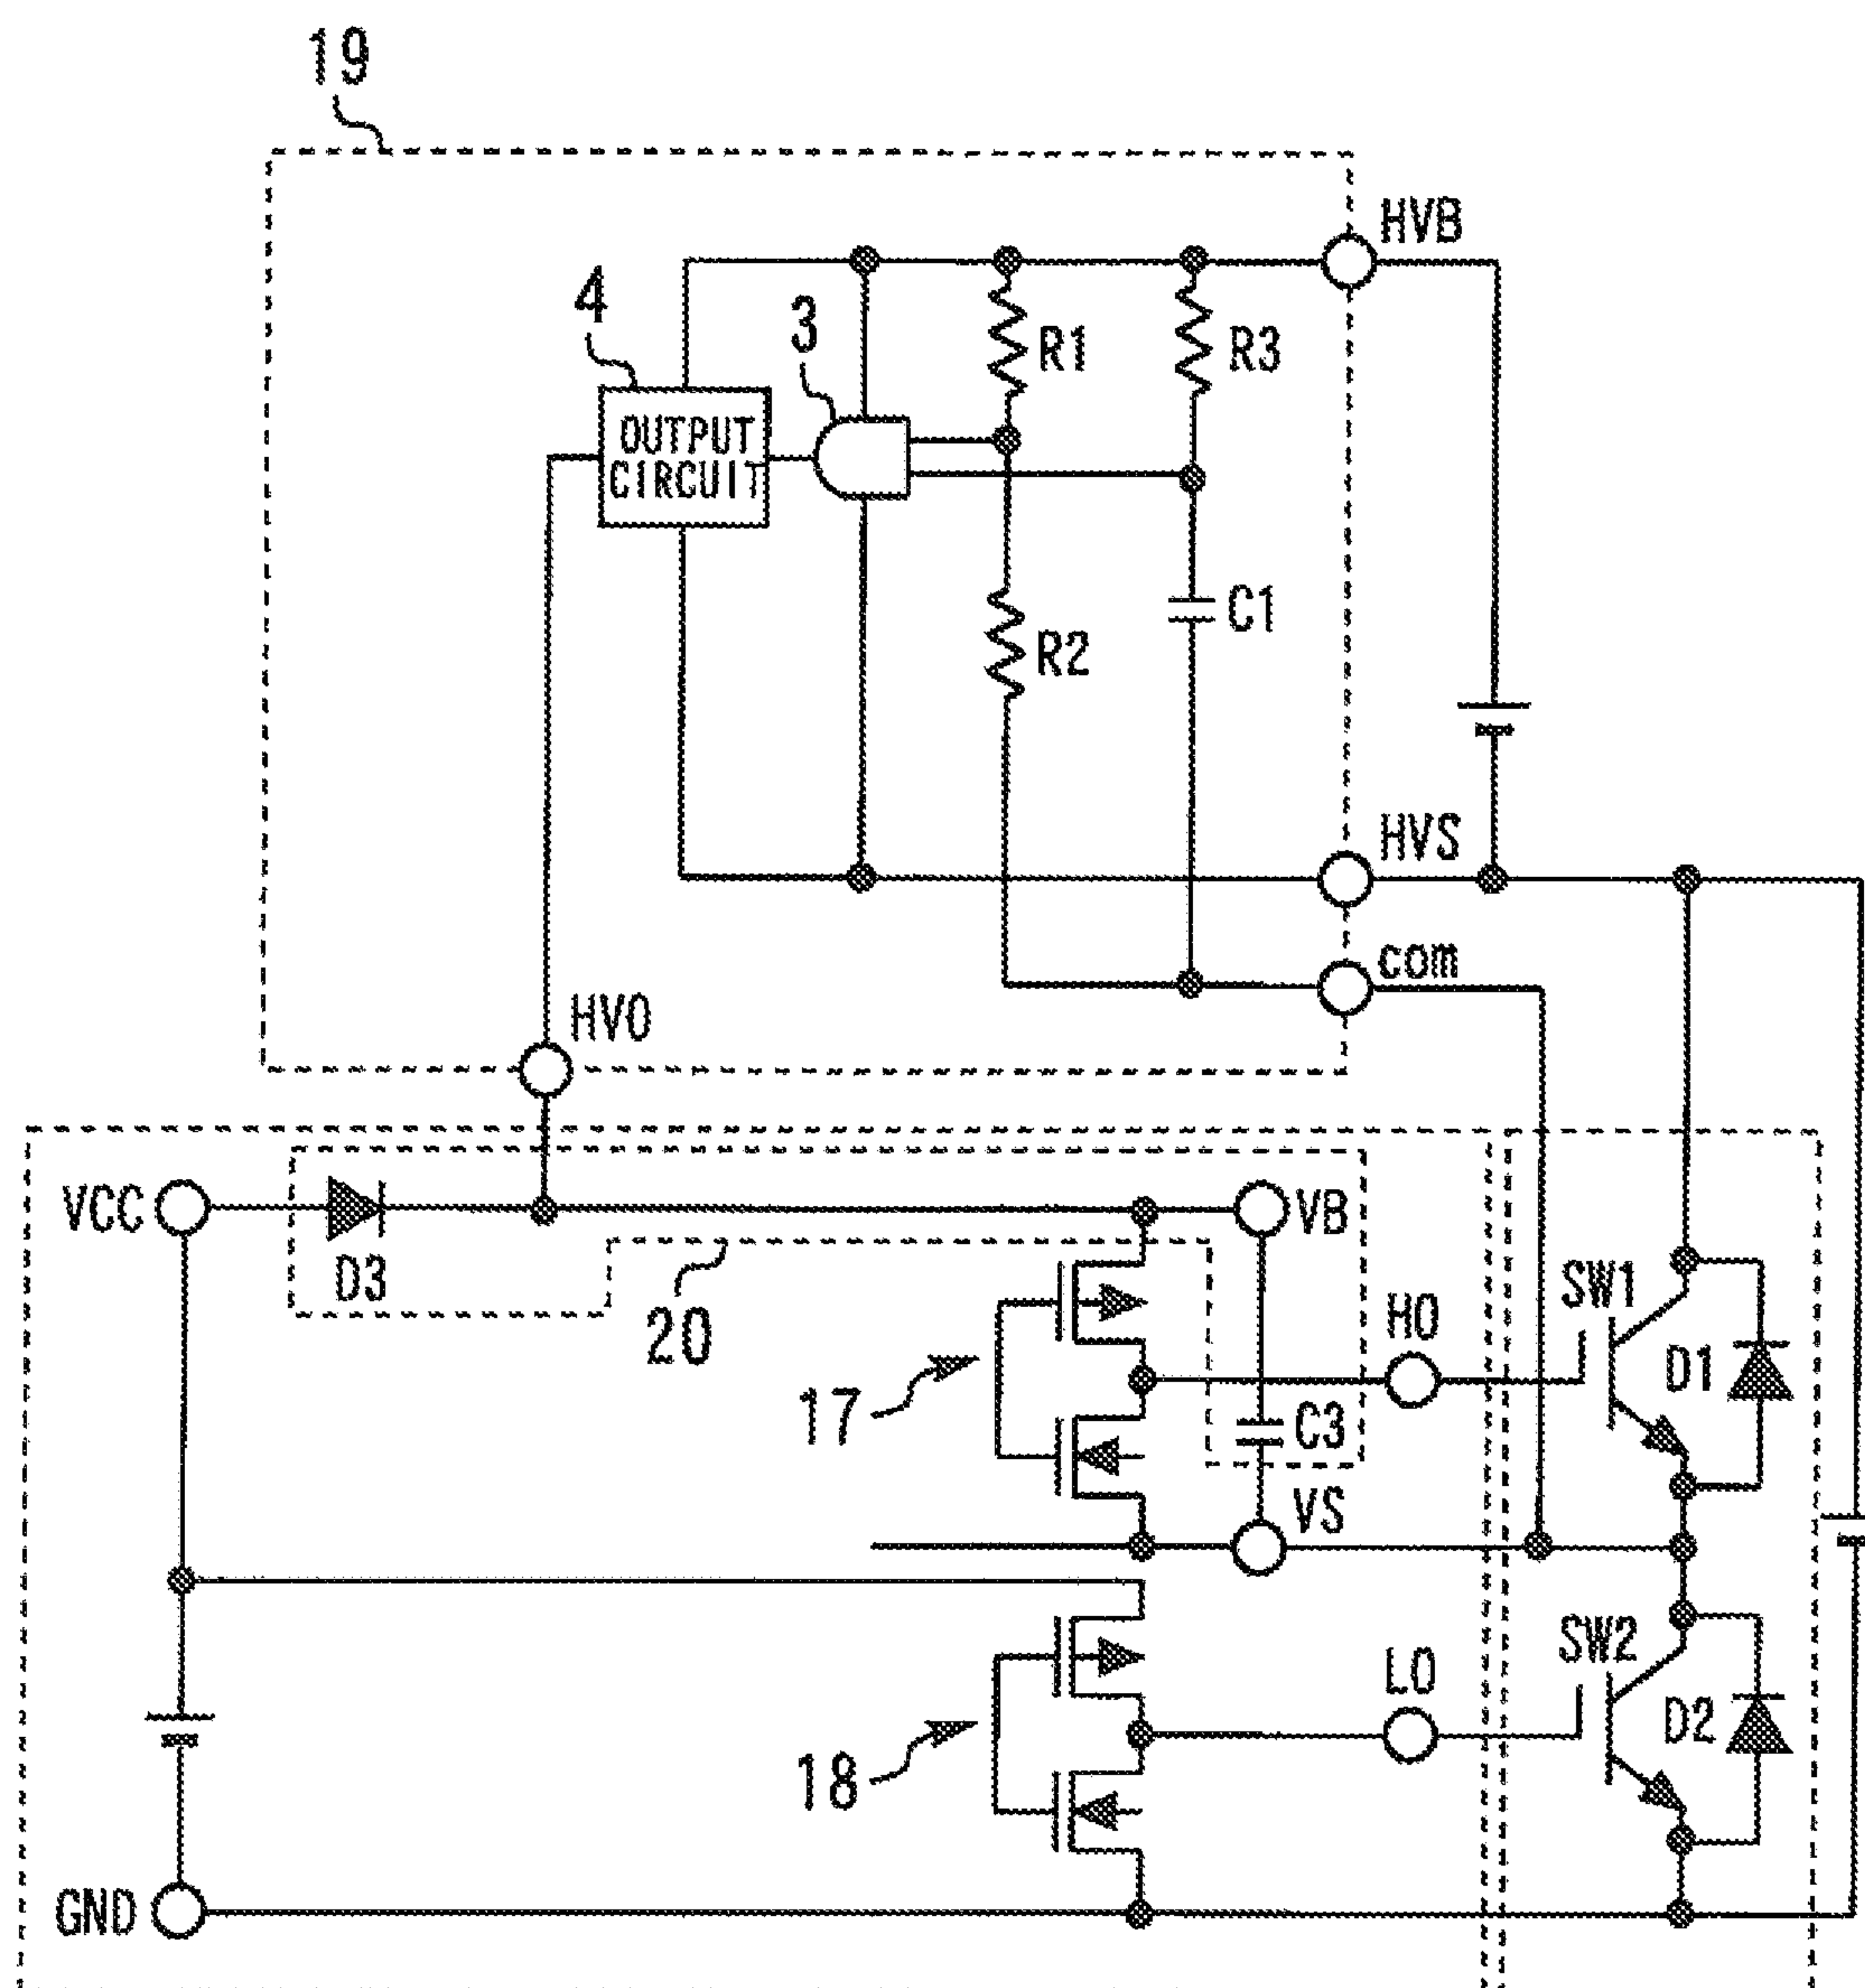 19
HVB
4
3
R1
R3
OUTPUT
CIRCUIT
C1
R2
HVS
com
HVO
VCC
VB
D3
SW1
20
HO
D1
17
C3
VS
SW2
LO
D2
18
GND